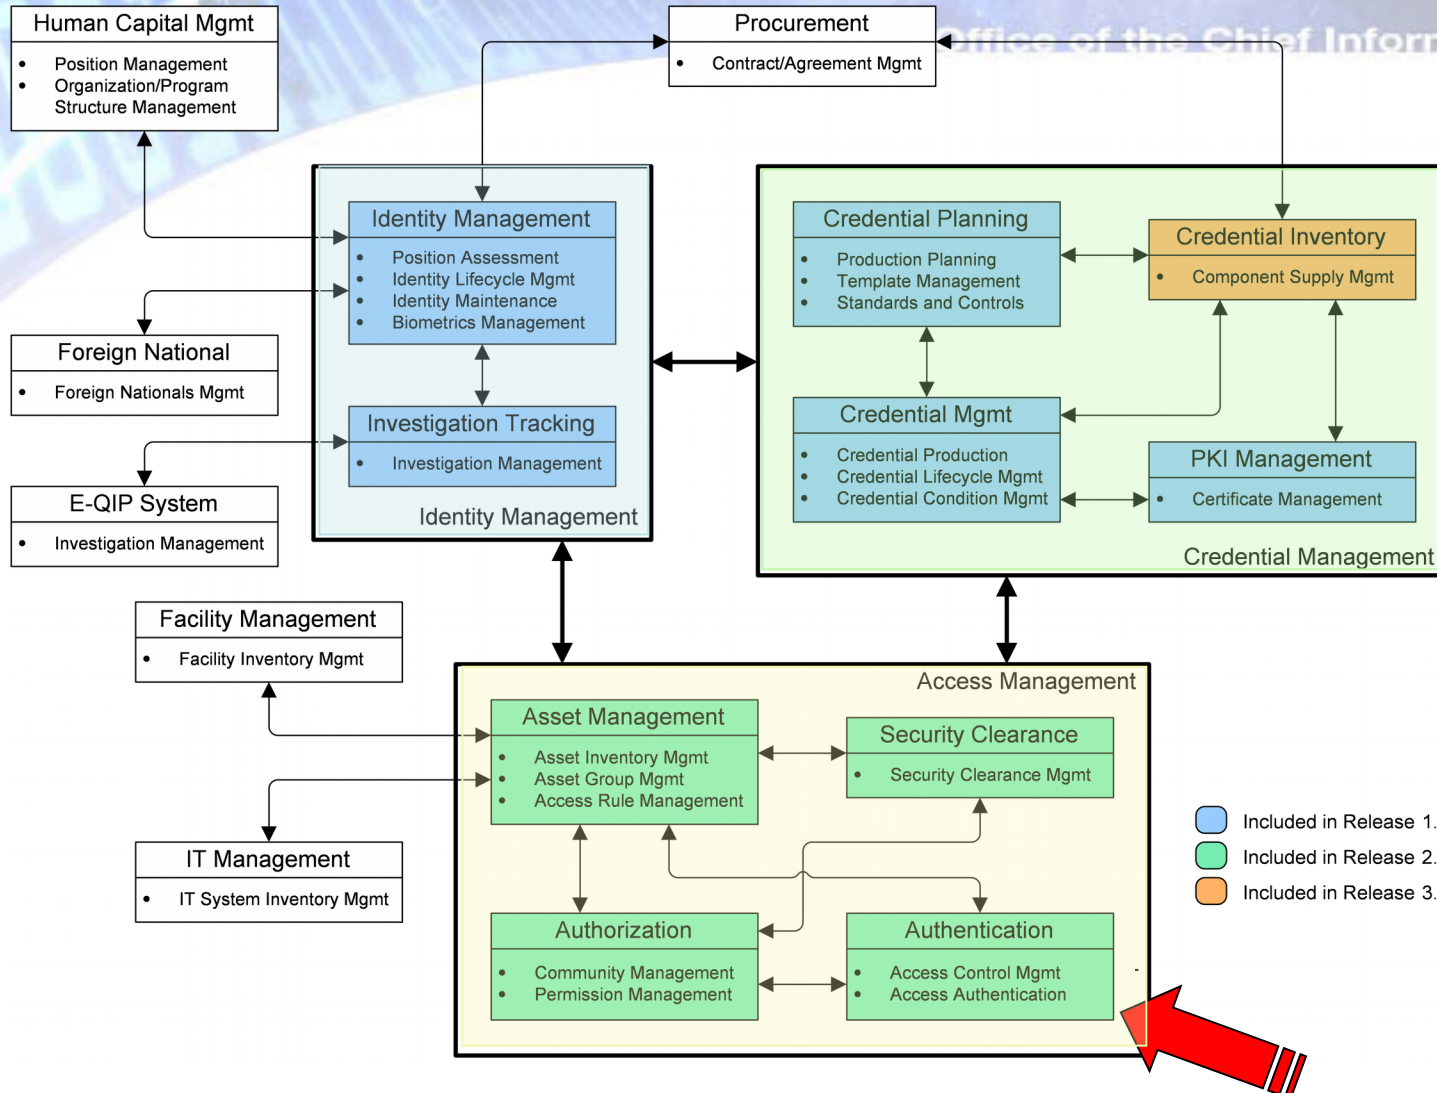 Office of the Chief Infor
Human Capital Mgmt
• Position Management
• Organization/Program
Structure Management
Procurement
• Contract/Agreement Mgmt
Identity Management
• Position Assessment
• Identity Lifecycle Mgmt
• Identity Maintenance
• Biometrics Management
Credential Planning
• Production Planning
• Template Management
• Standards and Controls
Credential Inventory
• Component Supply Mgmt
Foreign National
• Foreign Nationals Mgmt
Investigation Tracking
• Investigation Management
Identity Management
Credential Mgmt
• Credential Production
• Credential Lifecycle Mgmt
• Credential Condition Mgmt
PKI Management
• Certificate Management
Credential Management
E-QIP System
• Investigation Management
Facility Management
• Facility Inventory Mgmt
Access Management
Asset Management
• Asset Inventory Mgmt
• Asset Group Mgmt
• Access Rule Management
Security Clearance
• Security Clearance Mgmt
IT Management
• IT System Inventory Mgmt
Authorization
• Community Management
• Permission Management
Authentication
• Access Control Mgmt
• Access Authentication
-
Included in Release 1.
Included in Release 2.
Included in Release 3.